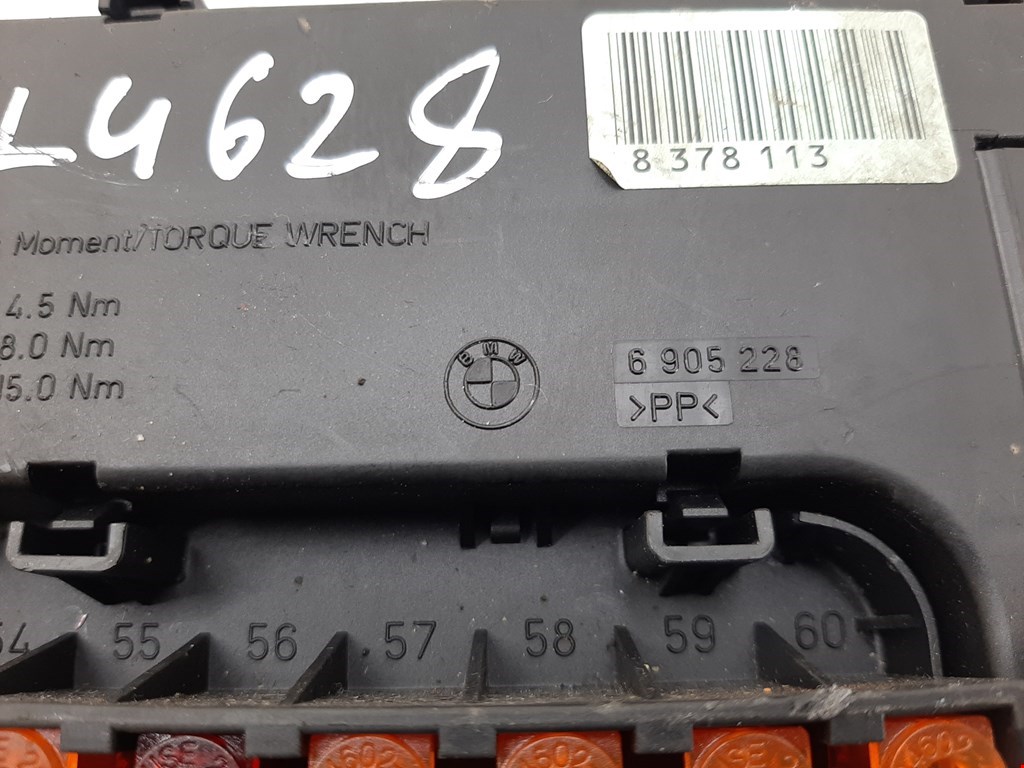 L4628
8 378 113
Moment/TORQUE WRENCH
4.5 Nm
8.0 Nm
15.0 Nm
BMW
6 905 228
>PP<
54 55 56 57 58 59 60